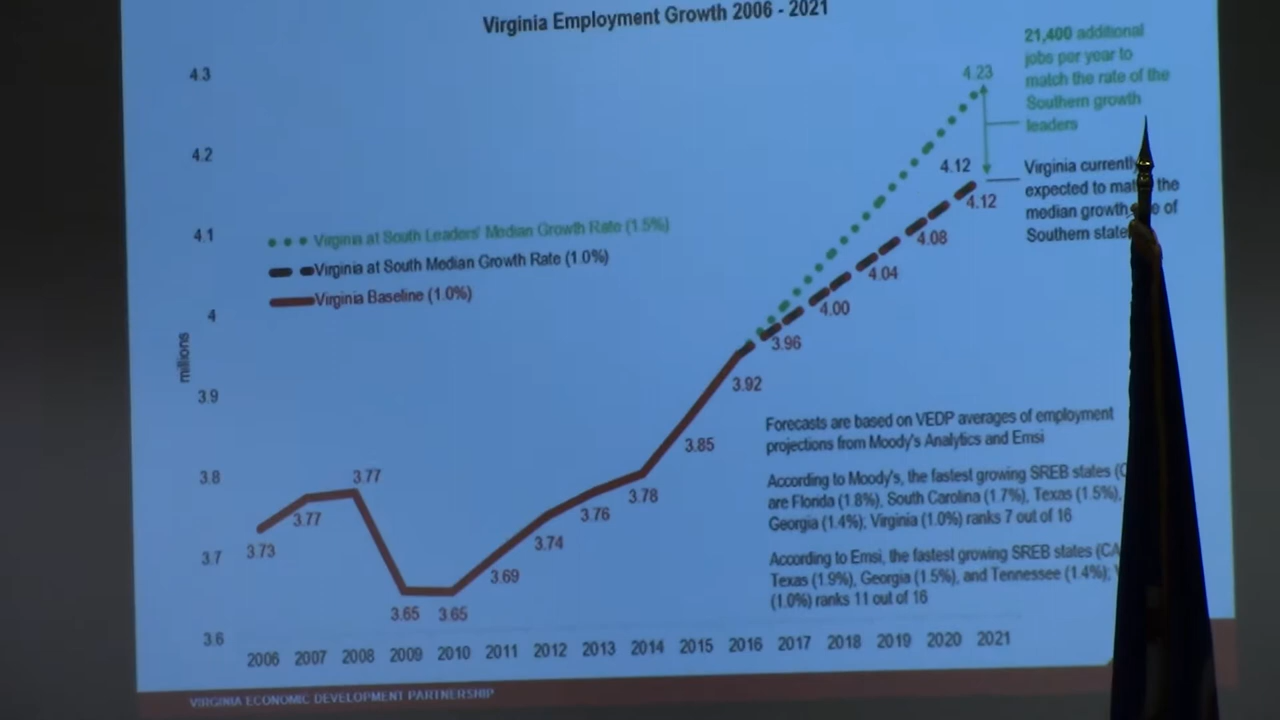 Virginia Employment Growth 2006 - 2021
21,400 additional
jobs per year to
match the rate of the
Southern growth
leaders
Virginia currently
expected to mat the
median growth e of
Southern state
4.3
4.2
4.1
4
3.9
3.8
3.7
3.6
millions
Virginia at South Leaders' Median Growth Rate (1.5%)
Virginia at South Median Growth Rate (1.0%)
Virginia Baseline (1.0%)
3.73
3.77
3.77
3.65
3.65
3.69
3.74
3.76
3.78
3.85
3.92
3.96
4.00
4.04
4.08
4.12
4.12
4.23
Forecasts are based on VEDP averages of employment
projections from Moody's Analytics and Emsi
According to Moody's, the fastest growing SREB states
are Florida (1.8%), South Carolina (1.7%), Texas (1.5%),
Georgia (1.4%); Virginia (1.0%) ranks 7 out of 16
According to Emsi, the fastest growing SREB states (CA
Texas (1.9%), Georgia (1.5%), and Tennessee (1.4%);
(1.0%) ranks 11 out of 16
2006 2007 2008 2009 2010 2011 2012 2013 2014 2015 2016 2017 2018 2019 2020 2021
VIRGINIA ECONOMIC DEVELOPMENT PARTNERSHIP